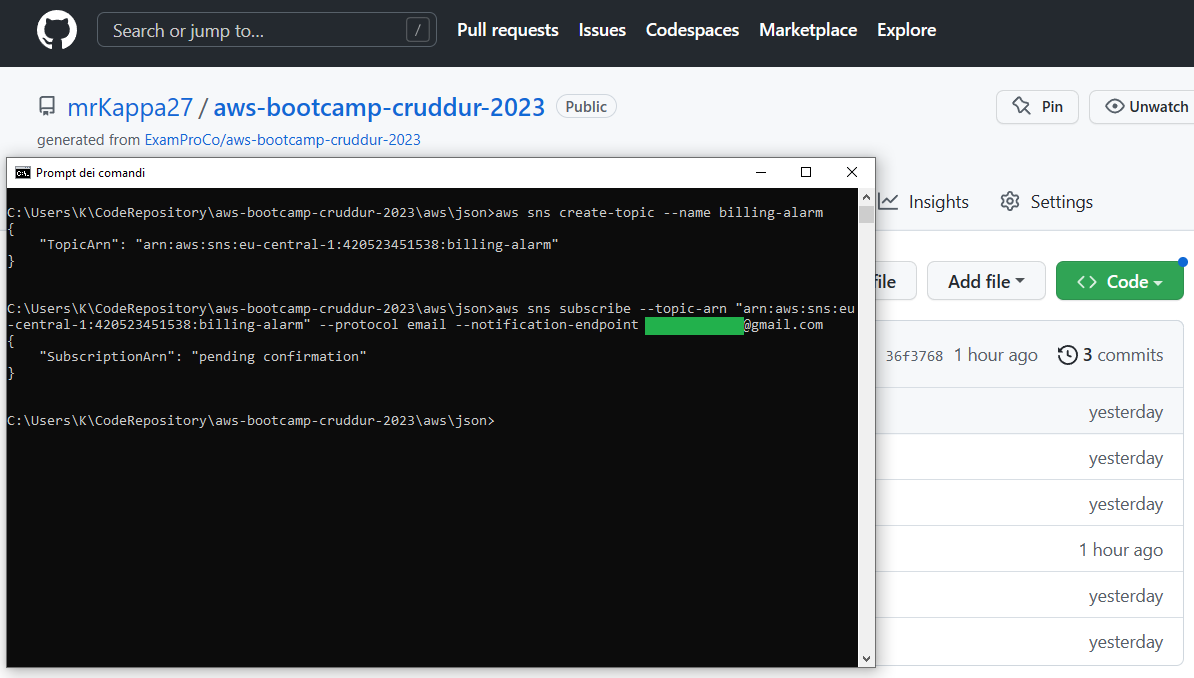 Search or jump to... /
Pull requests Issues Codespaces Marketplace Explore
mrKappa27 / aws-bootcamp-cruddur-2023 Public
Pin
Unwatch
generated from ExamProCo/aws-bootcamp-cruddur-2023
Prompt dei comandi
C:\Users\K\CodeRepository\aws-bootcamp-cruddur-2023\aws\json>aws sns create-topic --name billing-alarm
{
"TopicArn": "arn:aws:sns:eu-central-1:420523451538:billing-alarm"
}
C:\Users\K\CodeRepository\aws-bootcamp-cruddur-2023\aws\json>aws sns subscribe --topic-arn "arn:aws:sns:eu
-central-1:420523451538:billing-alarm" --protocol email --notification-endpoint @gmail.com
{
"SubscriptionArn": "pending confirmation"
}
C:\Users\K\CodeRepository\aws-bootcamp-cruddur-2023\aws\json>
Insights Settings
file Add file <> Code
36f3768 1 hour ago 3 commits
yesterday
yesterday
yesterday
1 hour ago
yesterday
yesterday